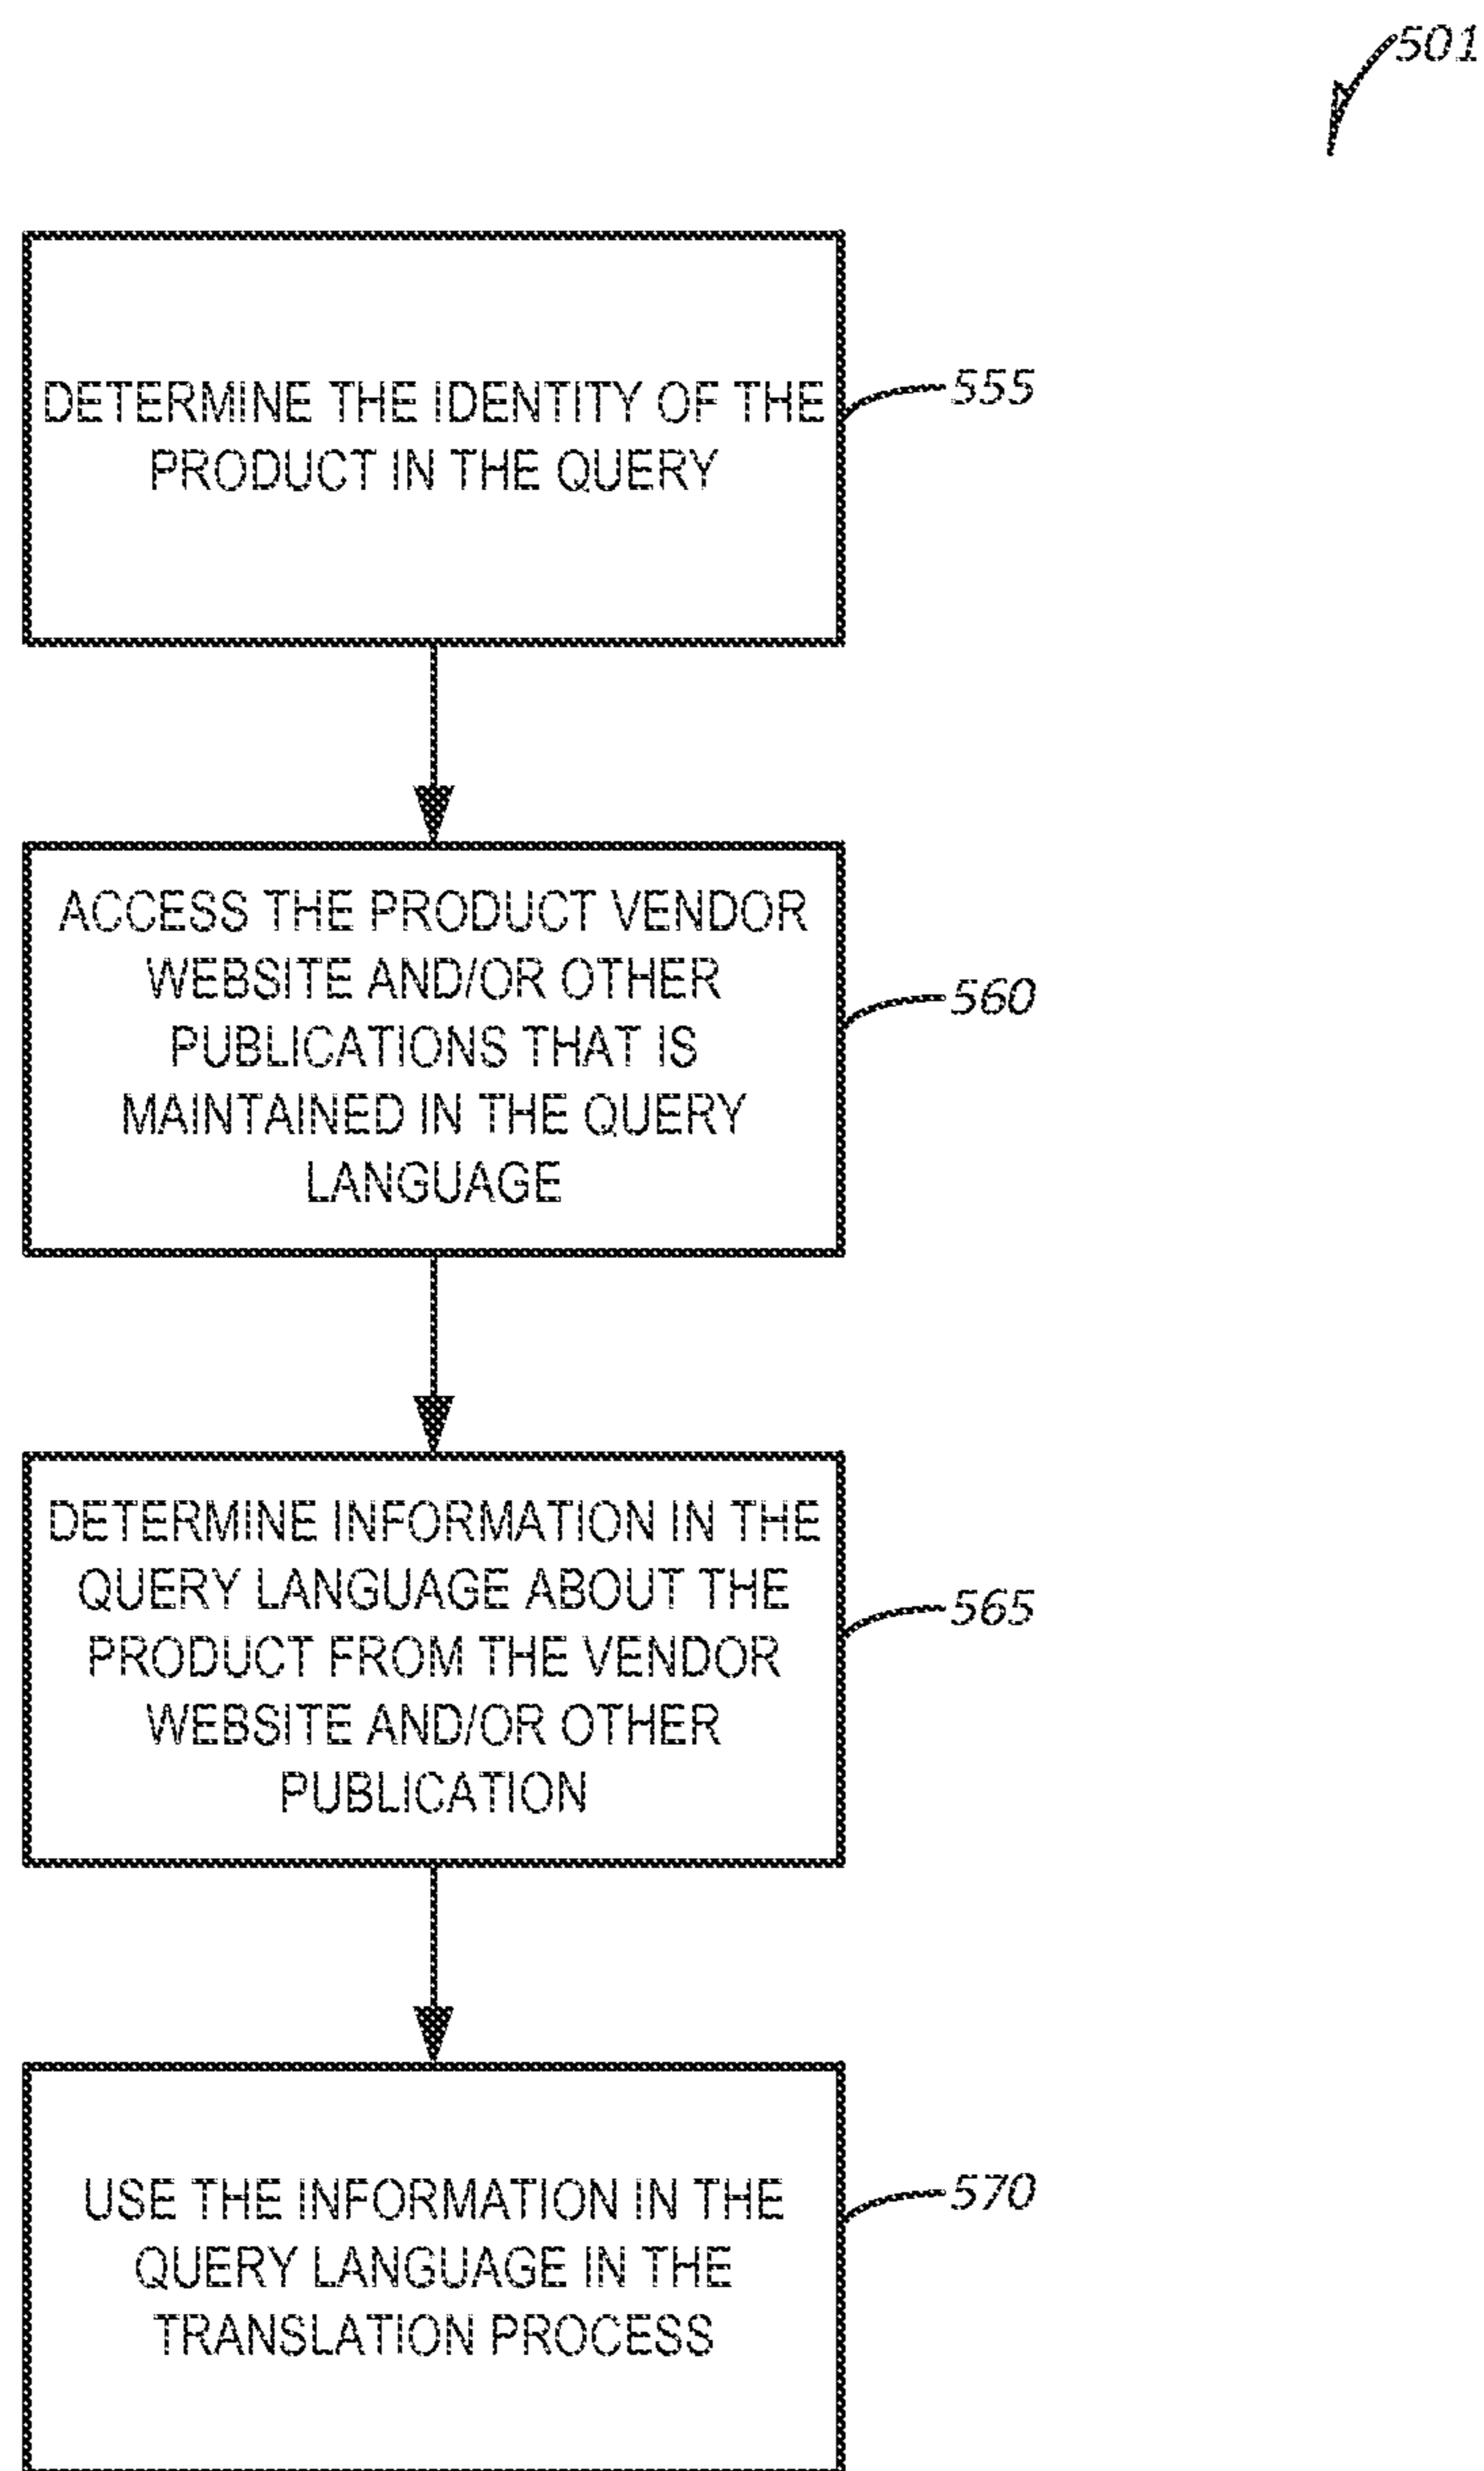 501
DETERMINE THE IDENTITY OF THE
PRODUCT IN THE QUERY
555
ACCESS THE PRODUCT VENDOR
WEBSITE AND/OR OTHER
PUBLICATIONS THAT IS
MAINTAINED IN THE QUERY
LANGUAGE
560
DETERMINE INFORMATION IN THE
QUERY LANGUAGE ABOUT THE
PRODUCT FROM THE VENDOR
WEBSITE AND/OR OTHER
PUBLICATION
565
USE THE INFORMATION IN THE
QUERY LANGUAGE IN THE
TRANSLATION PROCESS
570